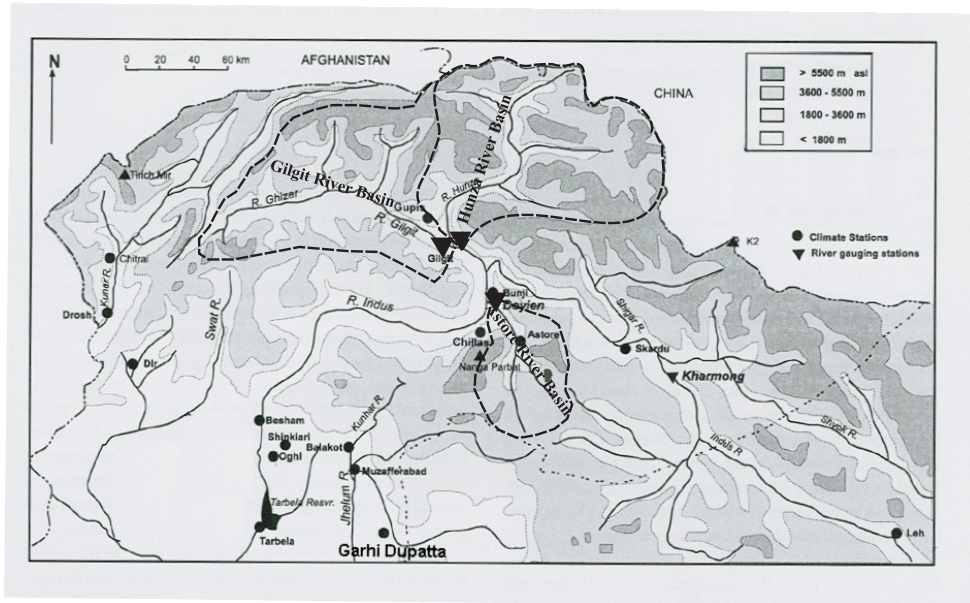 N
0 20 40 60 km
AFGHANISTAN
CHINA
> 5500 m asl
3600 - 5500 m
1800 - 3600 m
< 1800 m
Climate Stations
River gauging stations
Tirich Mir
Gilgit River Basin
Hunza River Basin
R. Ghizer
R. Hunza
Gupis
R. Gilgit
Gilgit
K2
Chitral
Kunar R.
Drosh
Swat R.
R. Indus
Bunji
Doyien
Astore River Basin
Shigar R.
Dir
Chillas
Astore
Skardu
Nanga Parbat
Kharmong
Besham
Kunhar R.
Shyok R.
Shinkiari
Oghi
Balakot
Indus R
Muzafferabad
Tarbela Resvr.
Jhelum R.
Tarbela
Leh
Garhi Dupatta